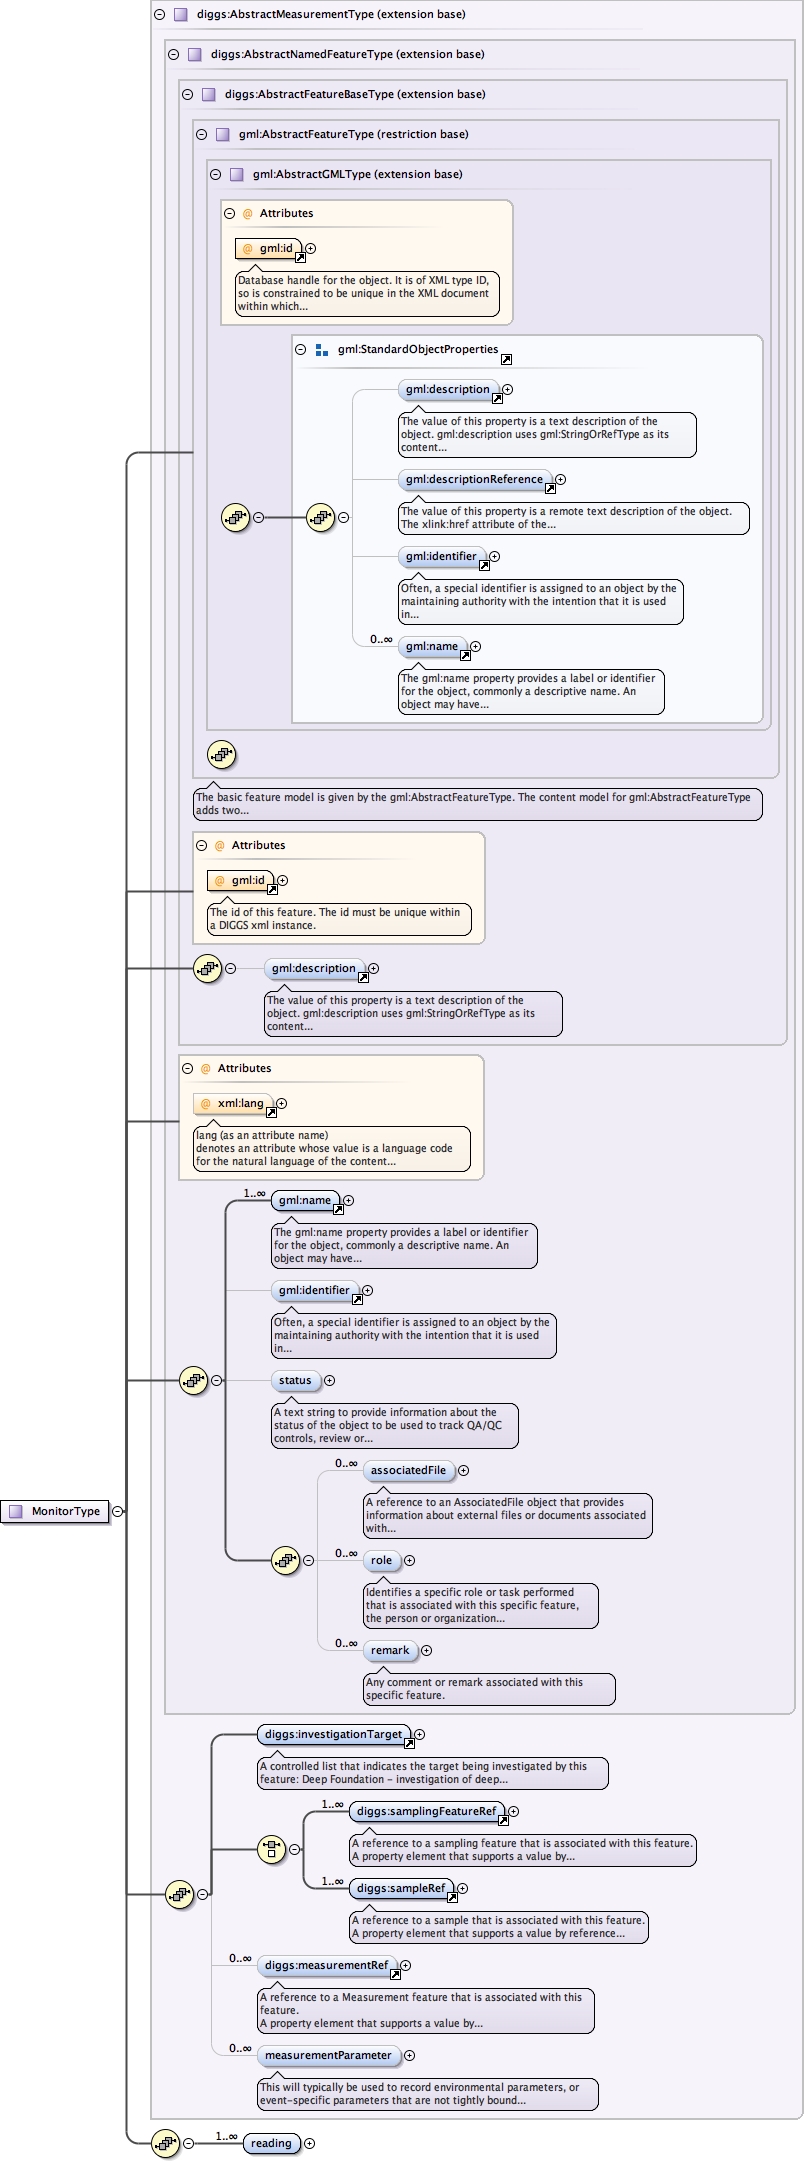 diggs:AbstractMeasurementType (extension base)
diggs:AbstractNamedFeatureType (extension base)
diggs:AbstractFeatureBaseType (extension base)
gml:AbstractFeatureType (restriction base)
gml:AbstractGMLType (extension base)
@ Attributes
@ gml:id
Database handle for the object. It is of XML type ID,
so is constrained to be unique in the XML document
within which...
gml:StandardObjectProperties
gml:description
The value of this property is a text description of the
object. gml:description uses gml:StringOrRefType as its
content...
gml:descriptionReference
The value of this property is a remote text description of the object.
The xlink:href attribute of the...
gml:identifier
Often, a special identifier is assigned to an object by the
maintaining authority with the intention that it is used
in...
0..∞
gml:name
The gml:name property provides a label or identifier
for the object, commonly a descriptive name. An
object may have...
The basic feature model is given by the gml:AbstractFeatureType. The content model for gml:AbstractFeatureType
adds two...
@ Attributes
@ gml:id
The id of this feature. The id must be unique within
a DIGGS xml instance.
gml:description
The value of this property is a text description of the
object. gml:description uses gml:StringOrRefType as its
content...
@ Attributes
@ xml:lang
lang (as an attribute name)
denotes an attribute whose value is a language code
for the natural language of the content...
1..∞
gml:name
The gml:name property provides a label or identifier
for the object, commonly a descriptive name. An
object may have...
gml:identifier
Often, a special identifier is assigned to an object by the
maintaining authority with the intention that it is used
in...
status
A text string to provide information about the
status of the object to be used to track QA/QC
controls, review or...
0..∞
associatedFile
A reference to an AssociatedFile object that provides
information about external files or documents associated
with...
MonitorType
0..∞
role
Identifies a specific role or task performed
that is associated with this specific feature,
the person or organization...
0..∞
remark
Any comment or remark associated with this
specific feature.
diggs:investigationTarget
A controlled list that indicates the target being investigated by this
feature: Deep Foundation - investigation of deep...
1..∞
diggs:samplingFeatureRef
A reference to a sampling feature that is associated with this feature.
A property element that supports a value by...
1..∞
diggs:sampleRef
A reference to a sample that is associated with this feature.
A property element that supports a value by reference...
0..∞
diggs:measurementRef
A reference to a Measurement feature that is associated with this
feature.
A property element that supports a value by...
0..∞
measurementParameter
This will typically be used to record environmental parameters, or
event-specific parameters that are not tightly bound...
1..∞
reading